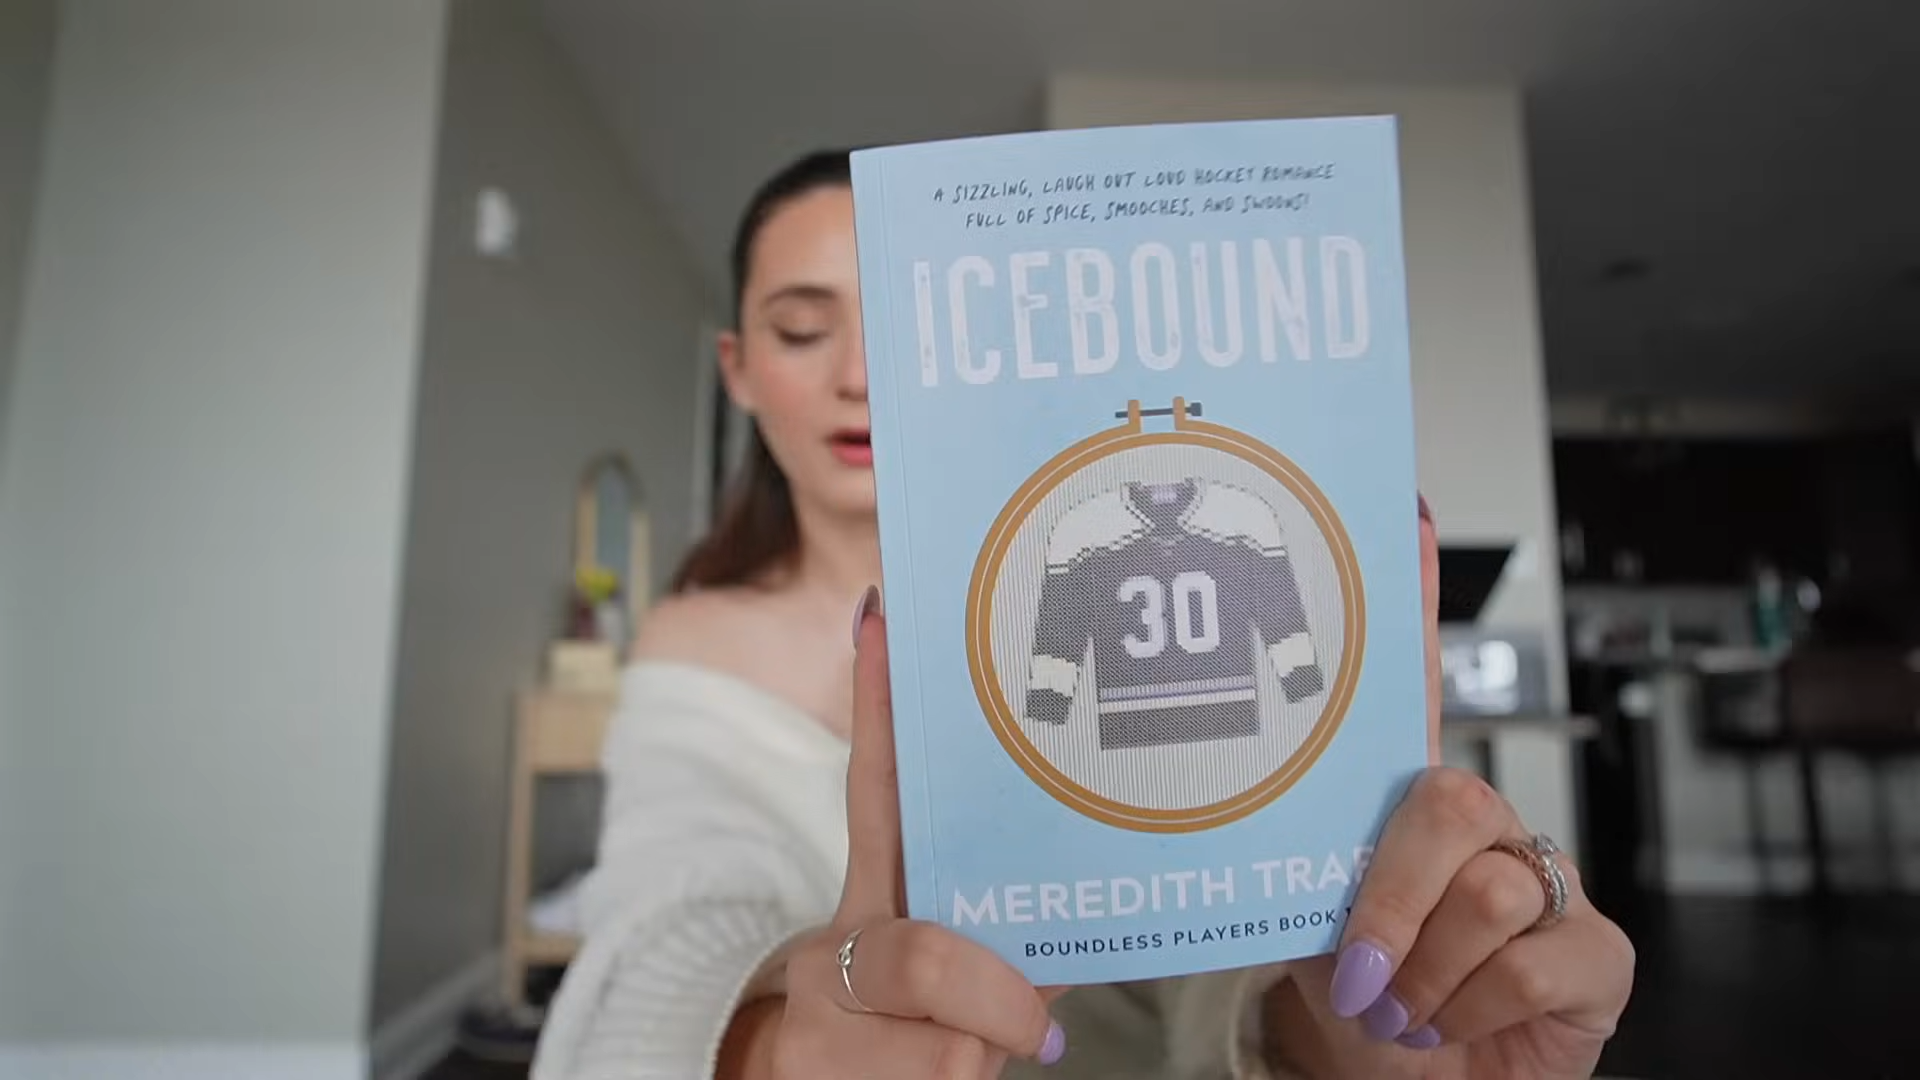 A SIZZLING, LAUGH OUT LOUD HOCKEY ROMANCE
FULL OF SPICE, SMOOCHES, AND SWOONS!
ICEBOUND
30
MEREDITH
BOUNDLESS PLAYERS BOOK